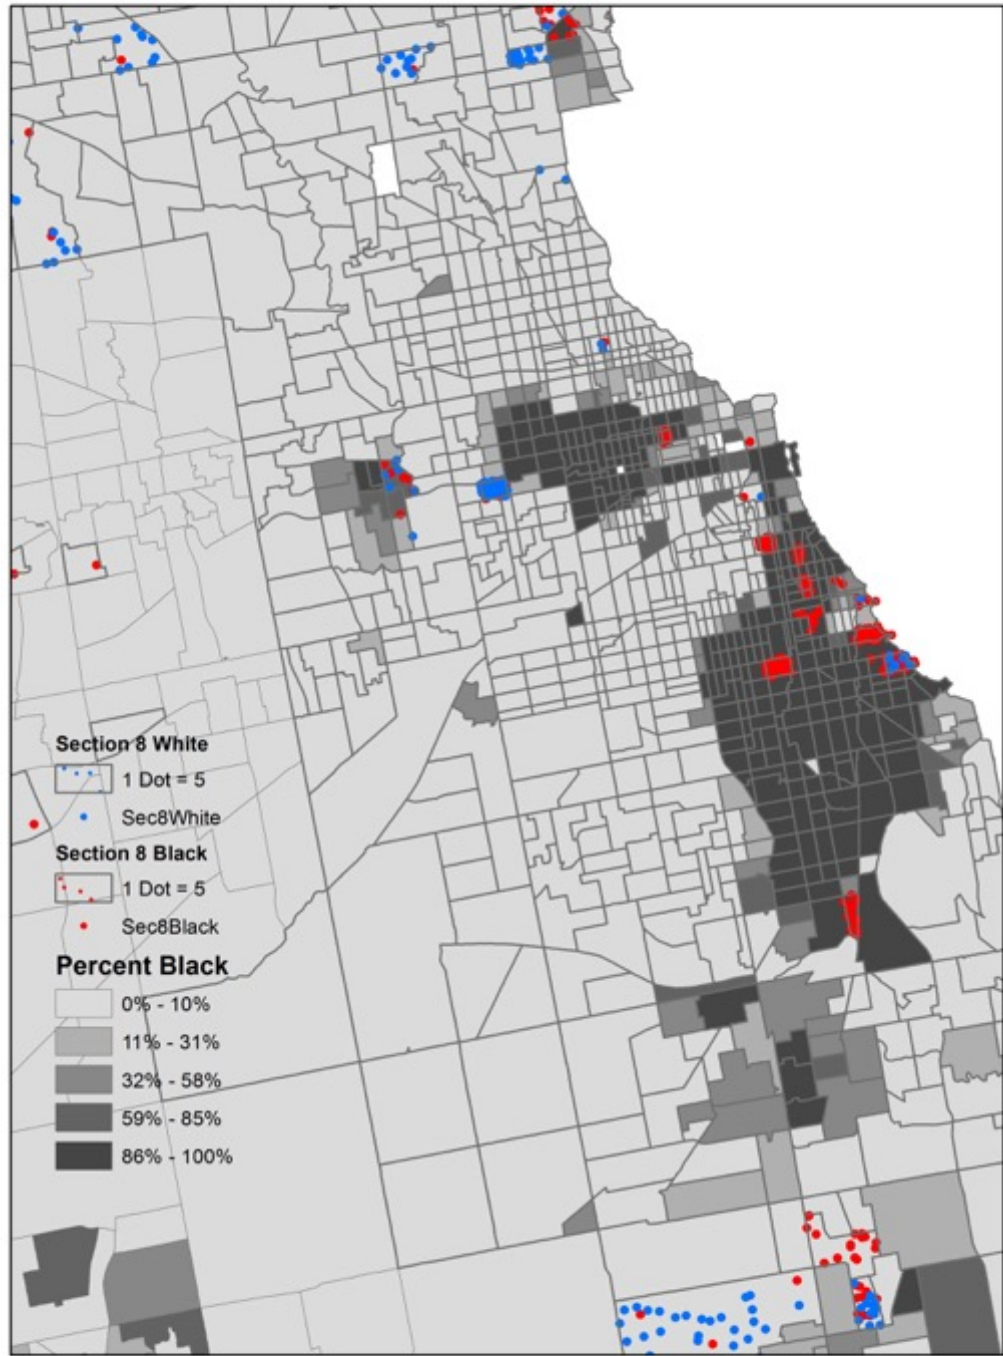 Section 8 White
1 Dot = 5
Sec8White
Section 8 Black
1 Dot = 5
Sec8Black
Percent Black
0% - 10%
11% - 31%
32% - 58%
59% - 85%
86% - 100%